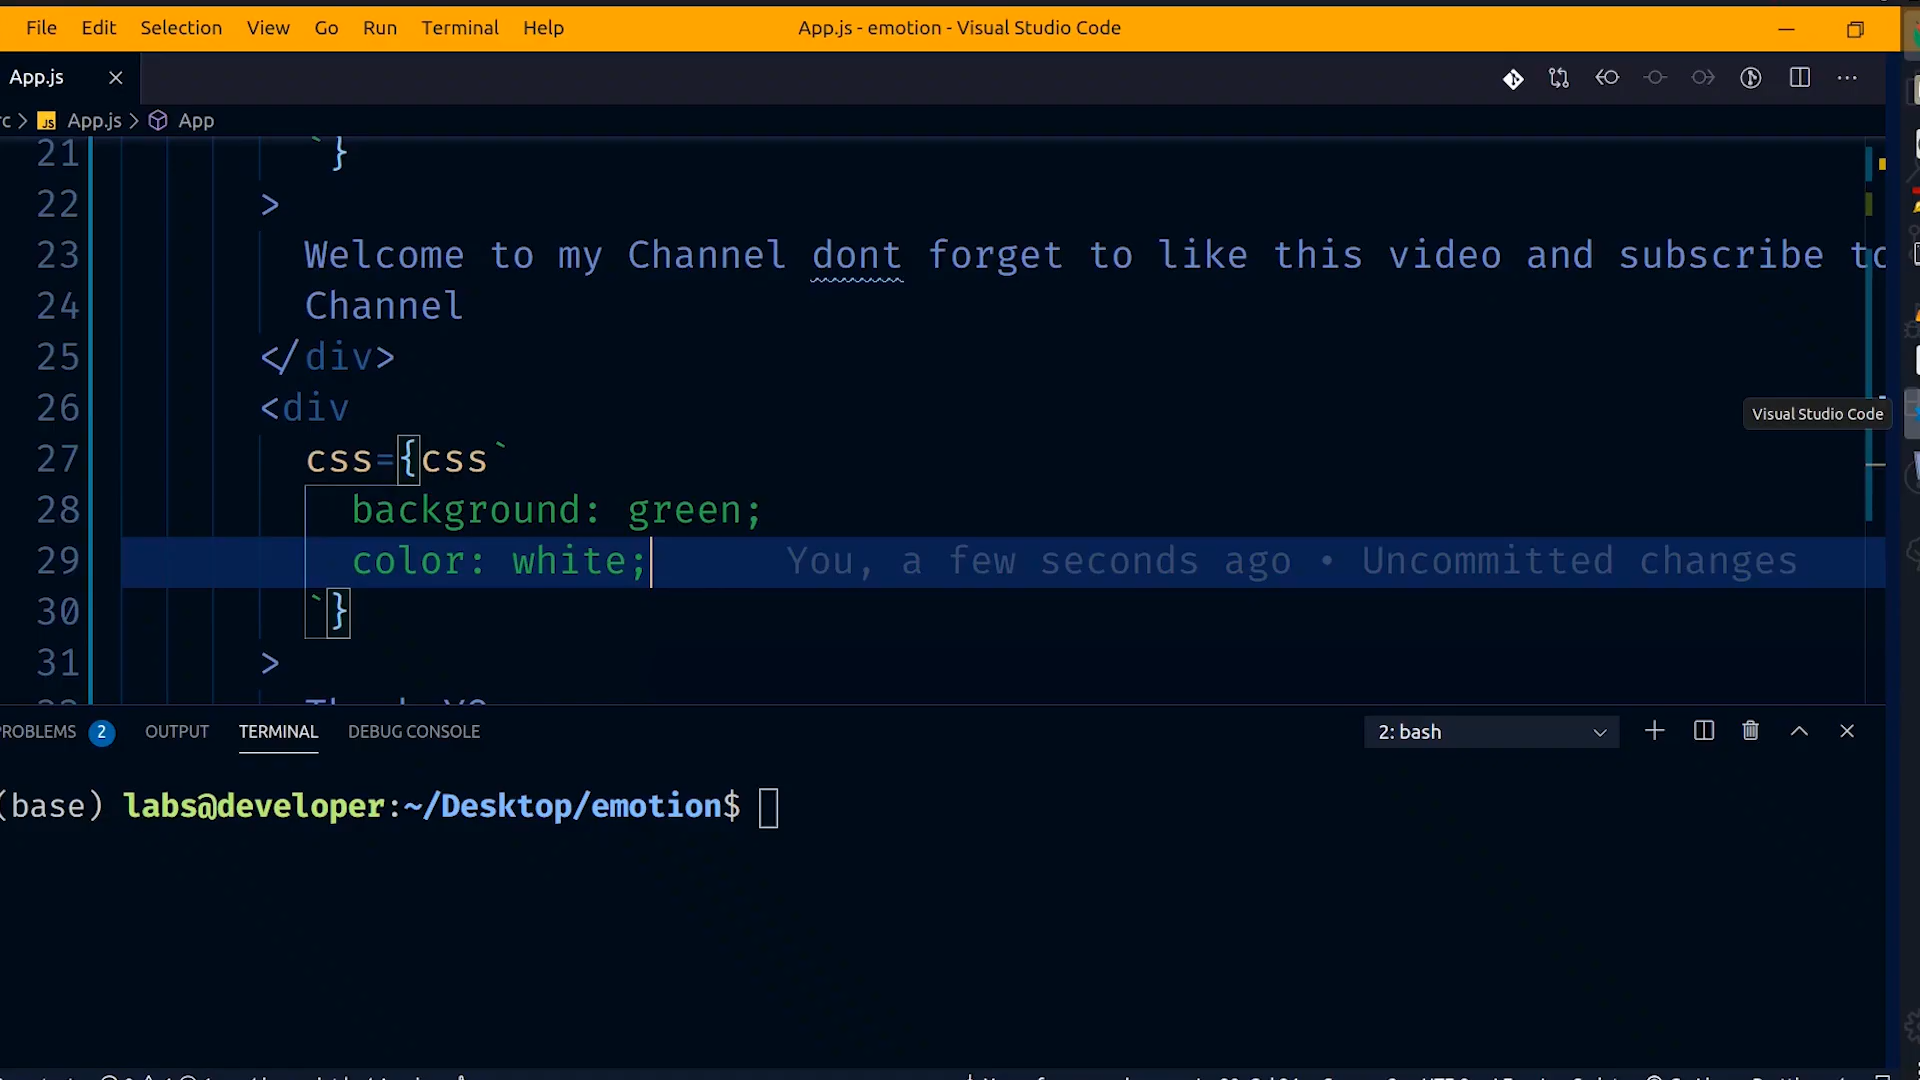 File Edit Selection View Go Run Terminal Help
App.js - emotion - Visual Studio Code
App.js
App.js > App
21 `}
22 >
23 Welcome to my Channel dont forget to like this video and subscribe to
24 Channel
25 </div>
26 <div
27 css={css`
28 background: green;
29 color: white; You, a few seconds ago • Uncommitted changes
30 `}
31 >
Visual Studio Code
PROBLEMS 2 OUTPUT TERMINAL DEBUG CONSOLE
2: bash
(base) labs@developer:~/Desktop/emotion$